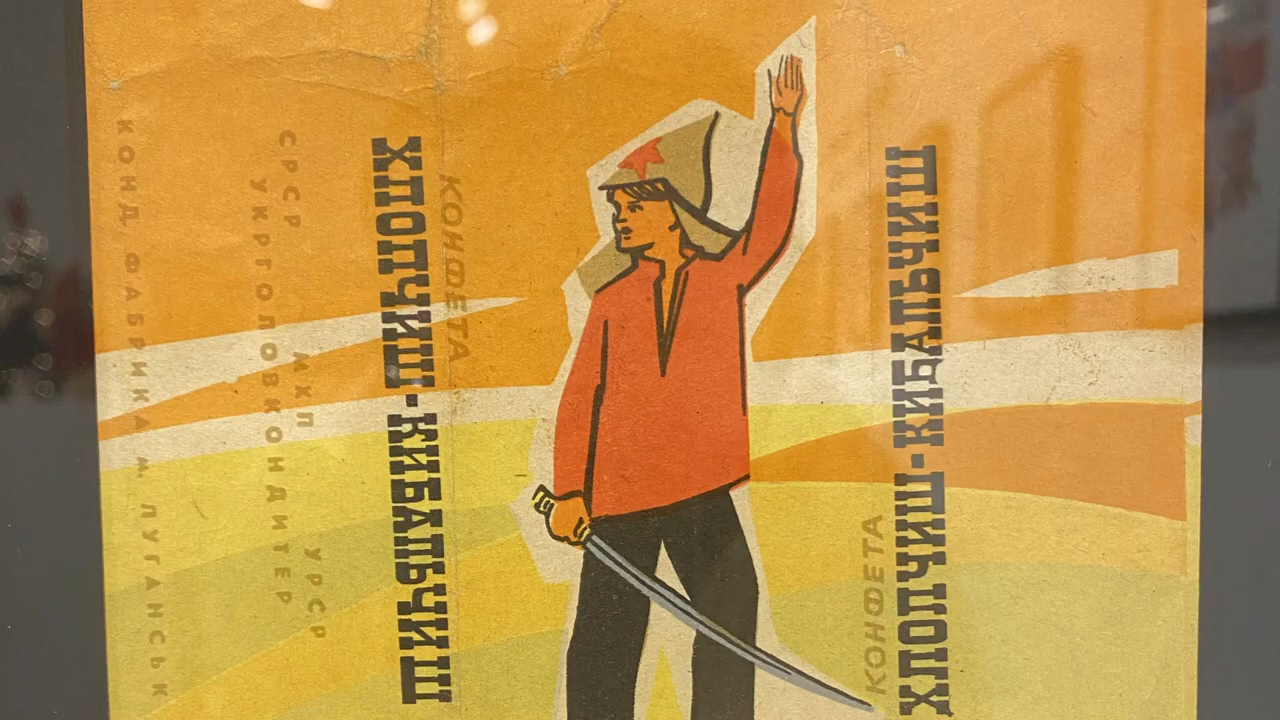 КОНФЕТА
ХЛОПЧИШ-КИБАЛЬЧИШ
СРСР МХП УРСР
УКРГОЛОВКОНДИТЕР
КОНД. ФАБРИКА М. ЛУГАНСЬК
КОНФЕТА
ХЛОПЧИШ-КИБАЛЬЧИШ